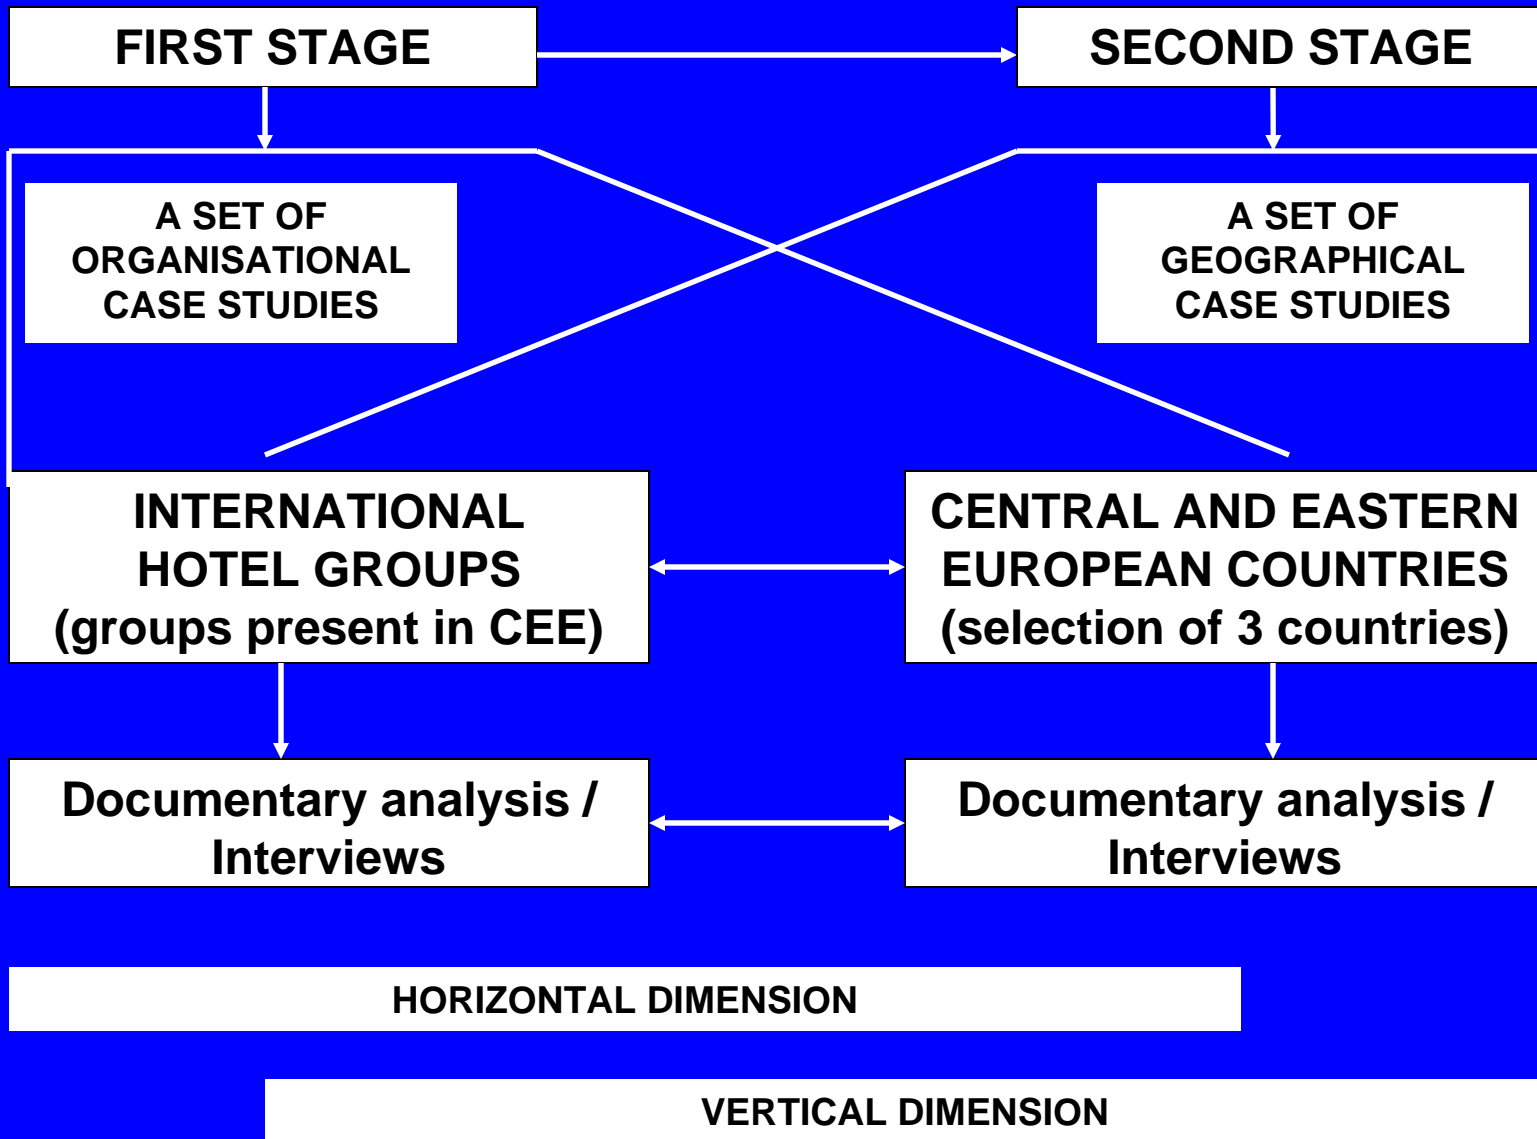 FIRST STAGE
SECOND STAGE
A SET OF
ORGANISATIONAL
CASE STUDIES
A SET OF
GEOGRAPHICAL
CASE STUDIES
INTERNATIONAL
HOTEL GROUPS
(groups present in CEE)
CENTRAL AND EASTERN
EUROPEAN COUNTRIES
(selection of 3 countries)
Documentary analysis /
Interviews
Documentary analysis /
Interviews
HORIZONTAL DIMENSION
VERTICAL DIMENSION